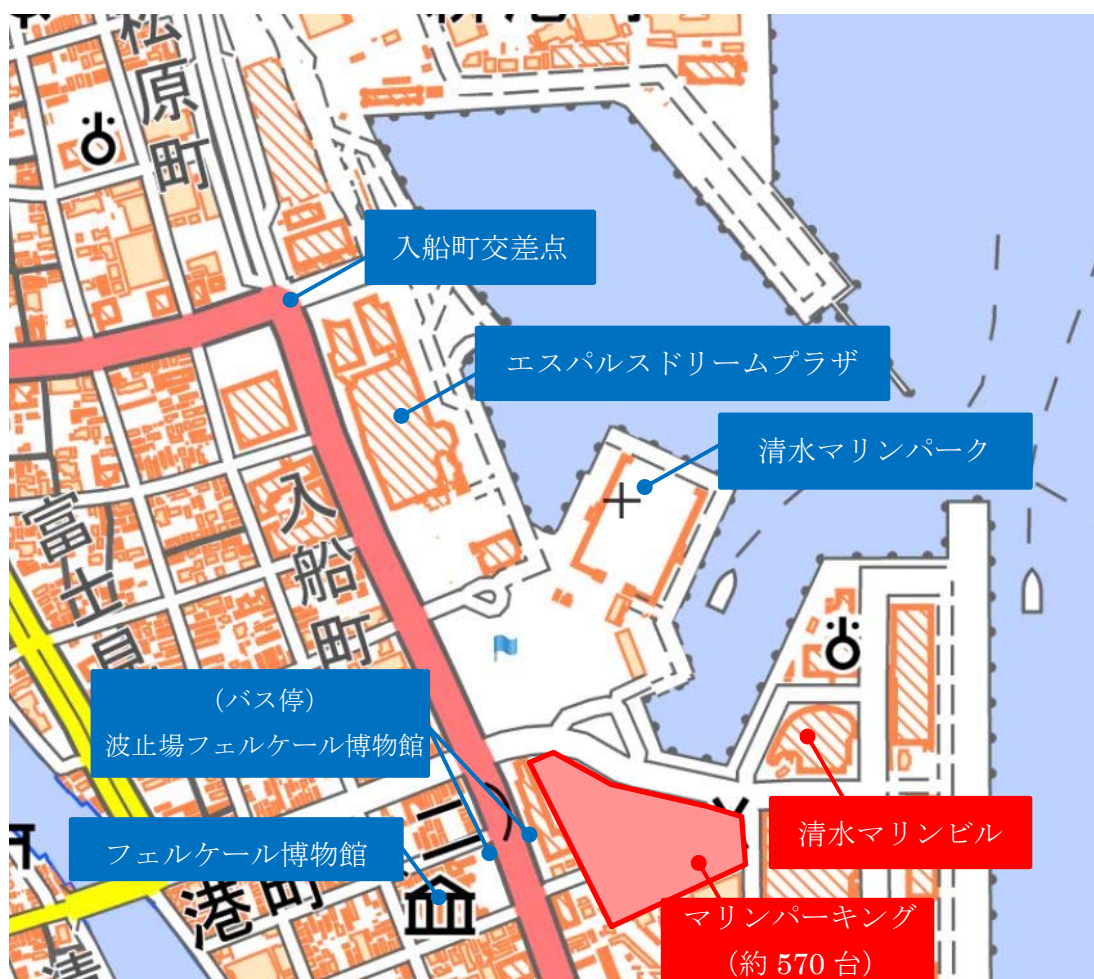 松原町
入船町交差点
エスパルスドリームプラザ
清水マリンパーク
入船町
富士見
(バス停)
波止場フェルケール博物館
清水マリンビル
フェルケール博物館
港町
二
マリンパーキング
(約 570 台)
清